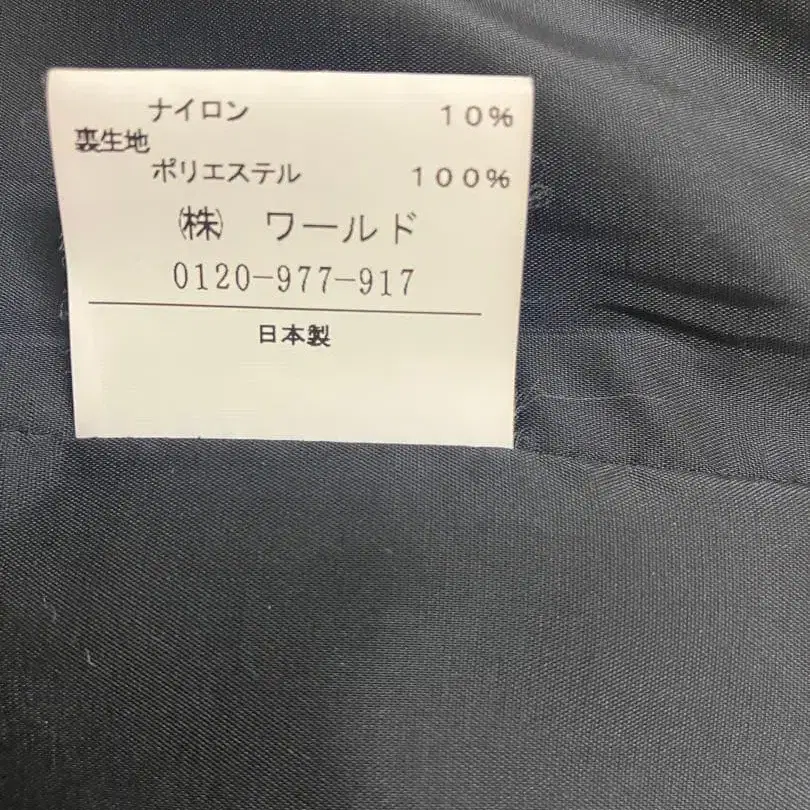 ナイロン 10%
裏生地
ポリエステル 100%
㈱ ワールド
0120-977-917
日本製